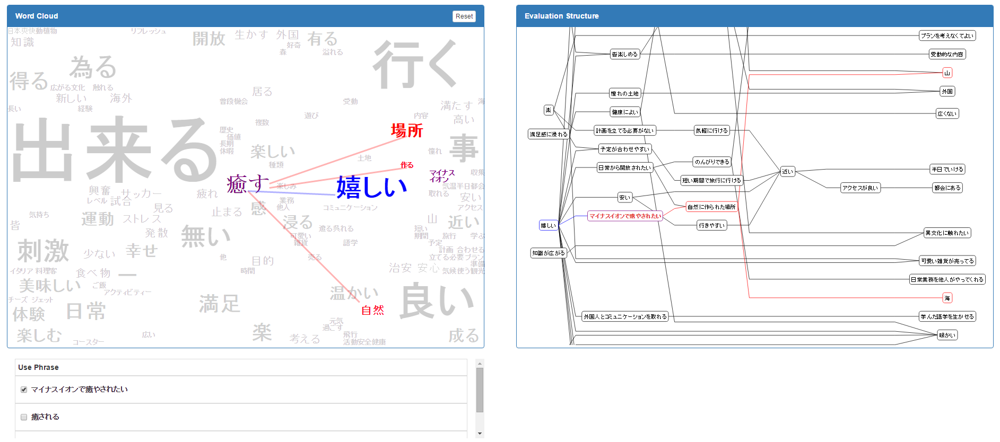 Word Cloud
Reset
日本爽快動植物
リフレッシュ
知識
開放
生かす
外国
有る
好奇
森
溢れる
行く
為る
得る
広がる文化
触れる
新しい
海外
長い
経験
居る
普段機会
受動
満たす
海
遊び
内容
高い
複数
出来る
歴史
価値
長期
休暇
場所
楽しい
土地
憧れ
事
種類
作る
マイナス
イオン
収集
癒す
嬉しい
楽しみ
気温半日都会
興奮
サッカー
疲れ
取れる
安い
レベル
試合
業務
他人
コミュニケーション
アクセス
見る
感
気持ち
運動
ストレス
止まる
浸る
山
近い
皆
発散
無い
遣る
呉れる
短い
期間
旅行
学ぶ
可愛い
雑貨
語学
予定
刺激
少ない
幸せ
計画
合わせる
他
目的
売る
立てる必要
プラン
準備
イタリア
料理客
食べ物
一
時間
治安
安心
気候使う観光
美味しい
ご飯
アクティビティー
温かい
良い
チーズ
ジェット
体験
日常
満足
自然
元気
過ごす
楽しむ
コースター
広い
楽
考える
飛行
活動安全健康
成る
Use Phrase
マイナスイオンで癒やされたい
癒される
Evaluation Structure
プランを考えなくてよい
皆楽しめる
受動的な内容
山
憧れの土地
外国
楽
健康によい
広くない
満足感に浸れる
計画を立てる必要がない
気軽に行ける
予定が合わせやすい
日常から開放されたい
のんびりできる
近い
半日でいける
短い期間で旅行に行ける
アクセスが良い
都会にある
安い
自然に作られた場所
マイナスイオンで癒やされたい
嬉しい
行きやすい
異文化に触れたい
知識が広がる
可愛い雑貨が売ってる
日常業務を他人がやってくれる
海
外国人とコミュニケーションを取れる
学んだ語学を生かせる
暖かい